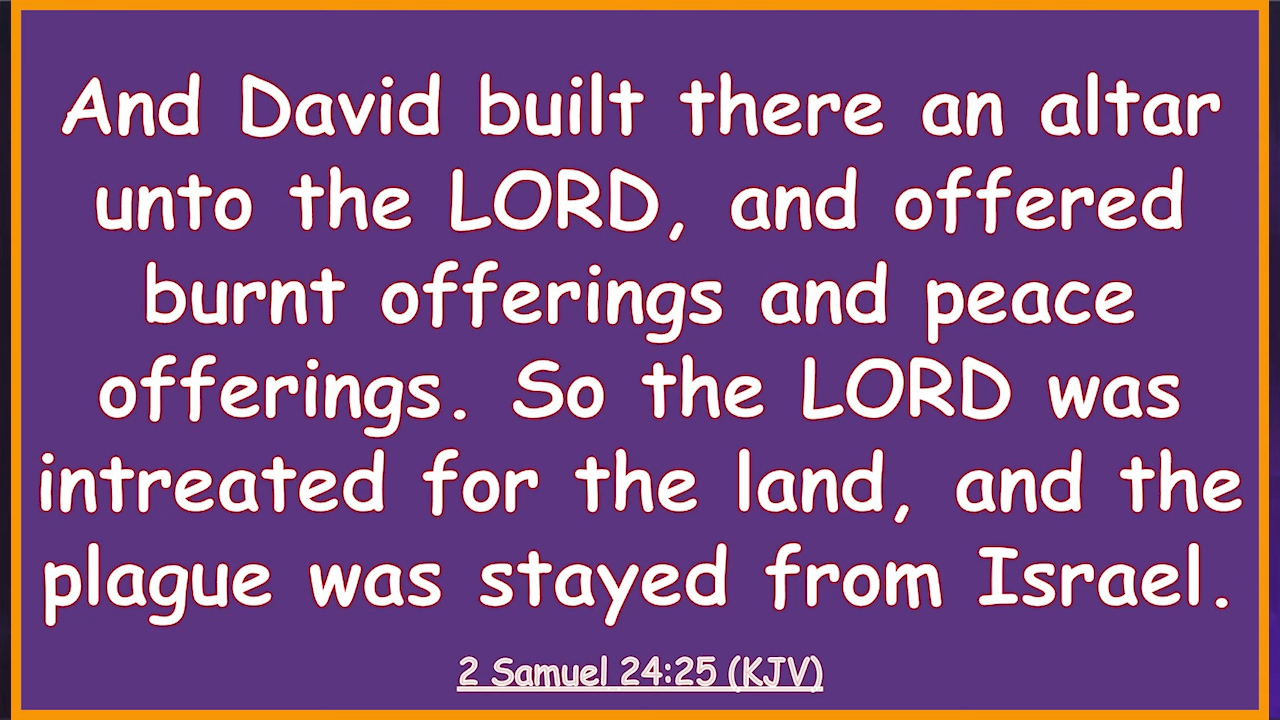 And David built there an altar
unto the LORD, and offered
burnt offerings and peace
offerings. So the LORD was
intreated for the land, and the
plague was stayed from Israel.
2 Samuel 24:25 (KJV)